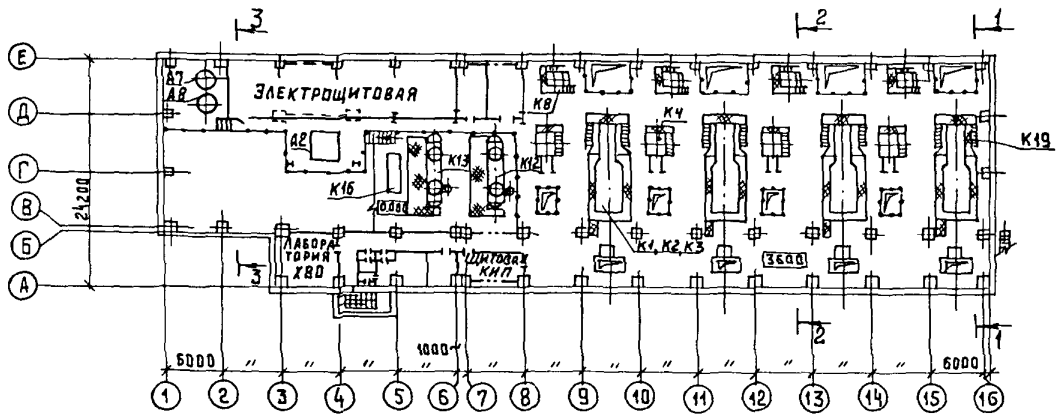 3 2 1
Е
А7
А8
ЭЛЕКТРОЩИТОВАЯ
К8
К4
Д
А2
К19
Г
К16
К13
К12
0.000
24200
В
Б
ЛАБОРА
ТОРИЯ
ХВО
ЩИТОВАЯ
КИП
К1, К2, К3
3600
А
3
2
1
6000 " " " 1000 " " " " " " " " 6000
1 2 3 4 5 6 7 8 9 10 11 12 13 14 15 16